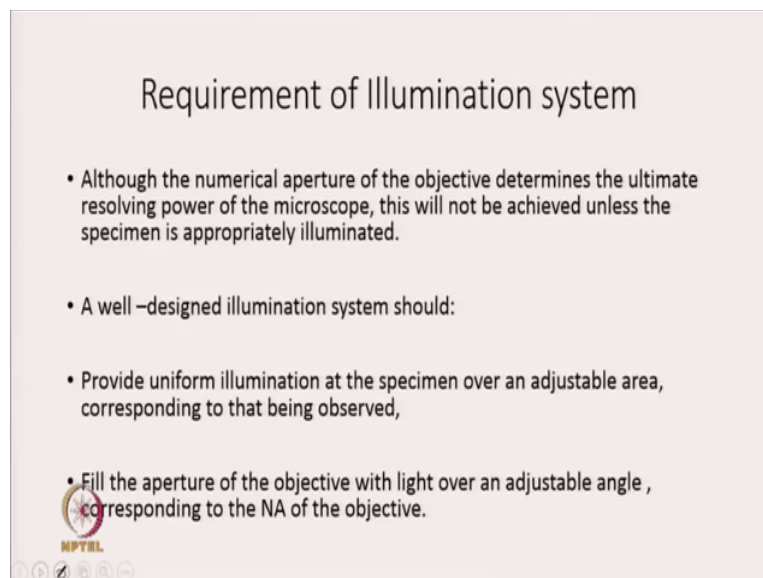 Requirement of Illumination system
• Although the numerical aperture of the objective determines the ultimate
resolving power of the microscope, this will not be achieved unless the
specimen is appropriately illuminated.
• A well –designed illumination system should:
• Provide uniform illumination at the specimen over an adjustable area,
corresponding to that being observed,
• Fill the aperture of the objective with light over an adjustable angle ,
corresponding to the NA of the objective.
NPTEL